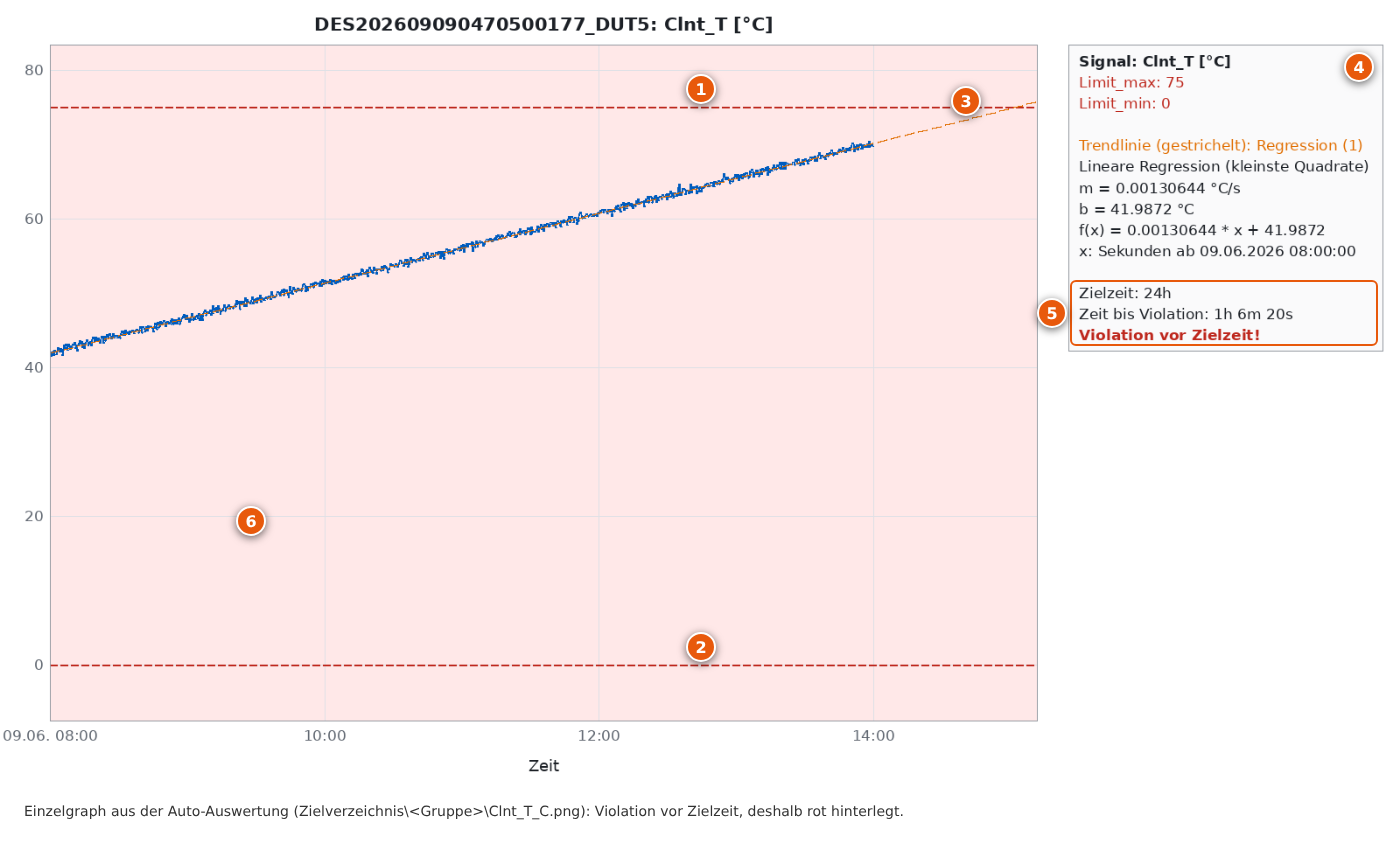 DES202609090470500177_DUT5: Clnt_T [°C]
80
60
40
20
0
1
2
3
6
09.06. 08:00
10:00
12:00
14:00
Zeit
4
Signal: Clnt_T [°C]
Limit_max: 75
Limit_min: 0
Trendlinie (gestrichelt): Regression (1)
Lineare Regression (kleinste Quadrate)
m = 0.00130644 °C/s
b = 41.9872 °C
f(x) = 0.00130644 * x + 41.9872
x: Sekunden ab 09.06.2026 08:00:00
5
Zielzeit: 24h
Zeit bis Violation: 1h 6m 20s
Violation vor Zielzeit!
Einzelgraph aus der Auto-Auswertung (Zielverzeichnis\<Gruppe>\Clnt_T_C.png): Violation vor Zielzeit, deshalb rot hinterlegt.